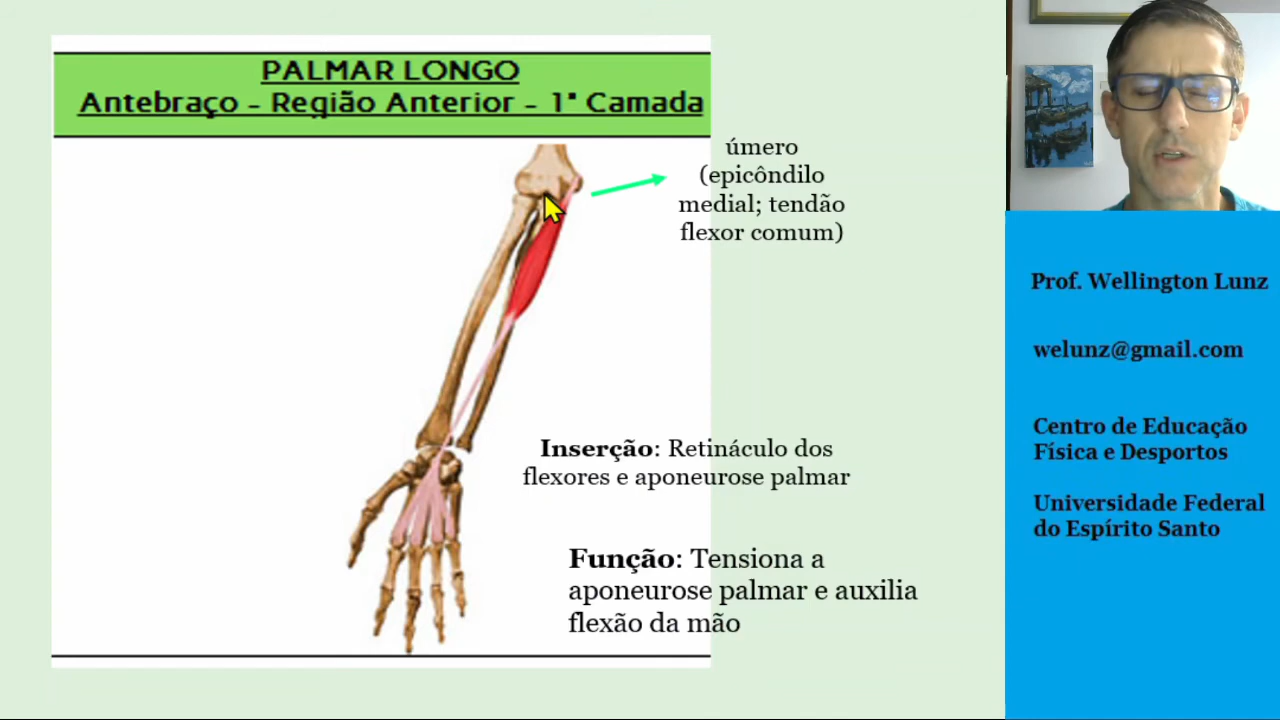 PALMAR LONGO
Antebraço - Região Anterior - 1ª Camada
úmero
(epicôndilo
medial; tendão
flexor comum)
Inserção: Retináculo dos
flexores e aponeurose palmar
Função: Tensiona a
aponeurose palmar e auxilia
flexão da mão
Prof. Wellington Lunz
welunz@gmail.com
Centro de Educação
Física e Desportos
Universidade Federal
do Espírito Santo